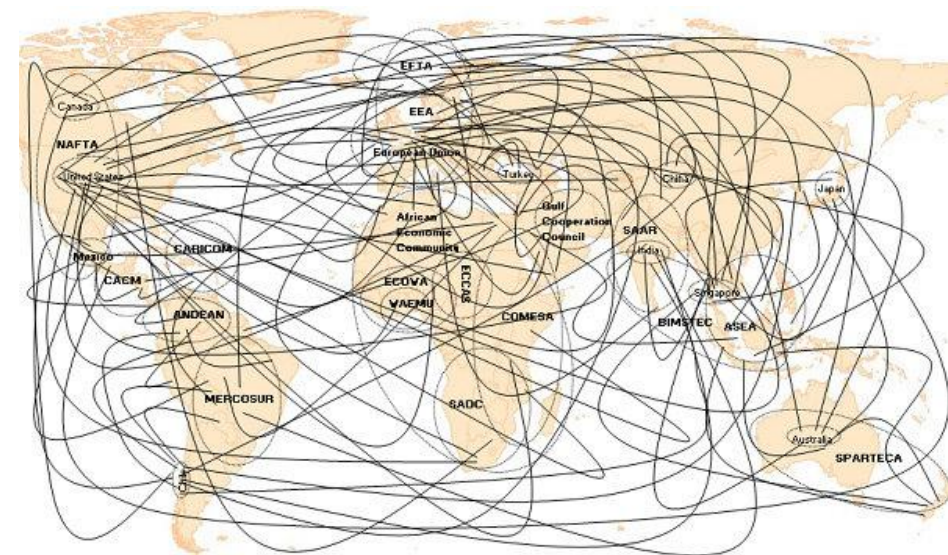 EFTA
Canada
EEA
NAFTA
European Union
United States
Turkey
China
Japan
African
Economic
Community
Gulf
Cooperation
Council
SAAR
India
CARICOM
Mexico
CACM
ECOWA
WAEMU
ECCAS
COMESA
Singapore
BIMSTEC
ASEA
ANDEAN
MERCOSUR
SADC
Australia
SPARTECA
Chile